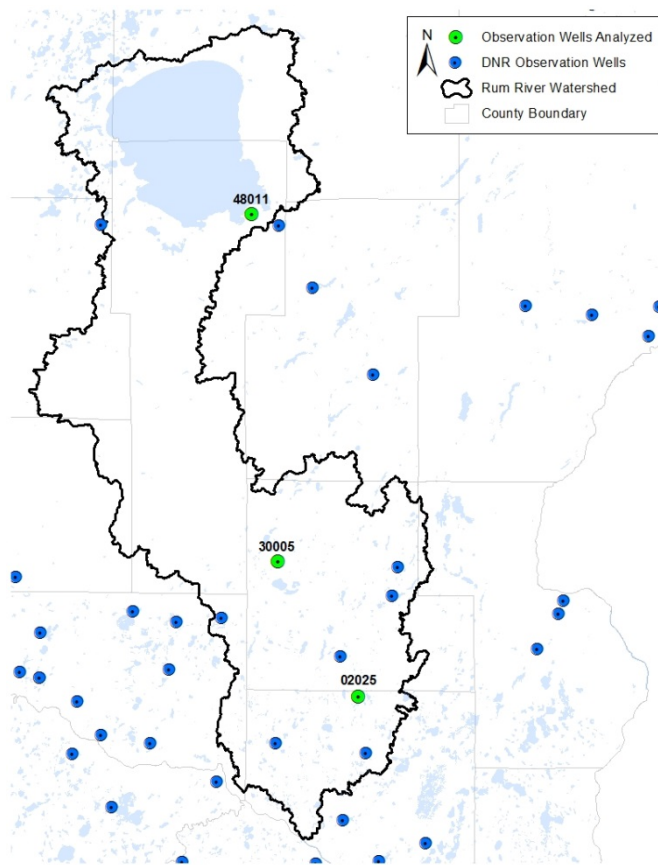 N
Observation Wells Analyzed
DNR Observation Wells
Rum River Watershed
County Boundary
48011
30005
02025